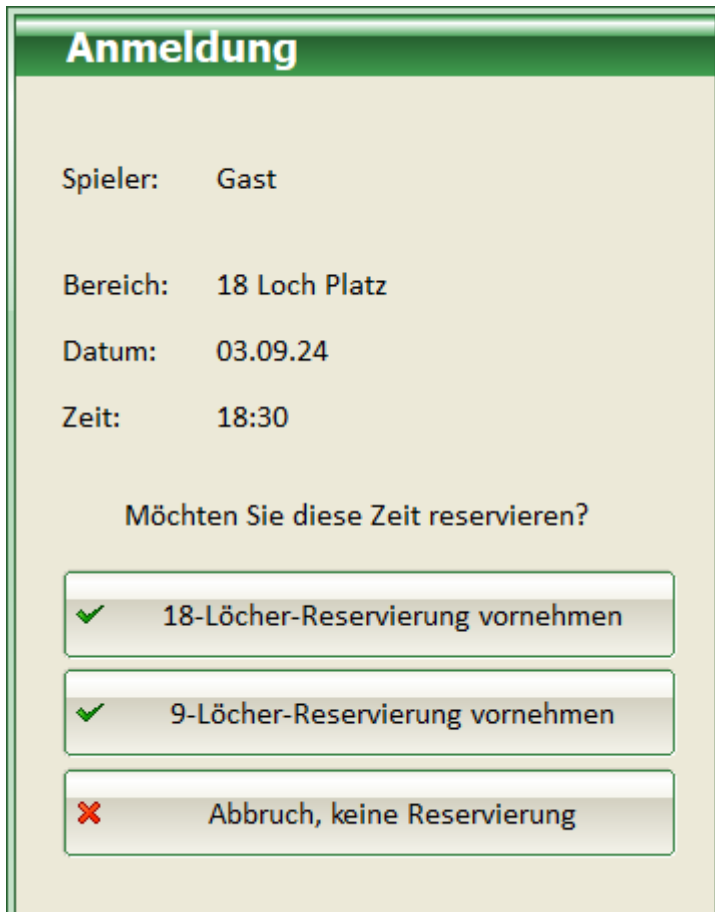 Anmeldung
Spieler: Gast
Bereich: 18 Loch Platz
Datum: 03.09.24
Zeit: 18:30
Möchten Sie diese Zeit reservieren?
18-Löcher-Reservierung vornehmen
9-Löcher-Reservierung vornehmen
Abbruch, keine Reservierung